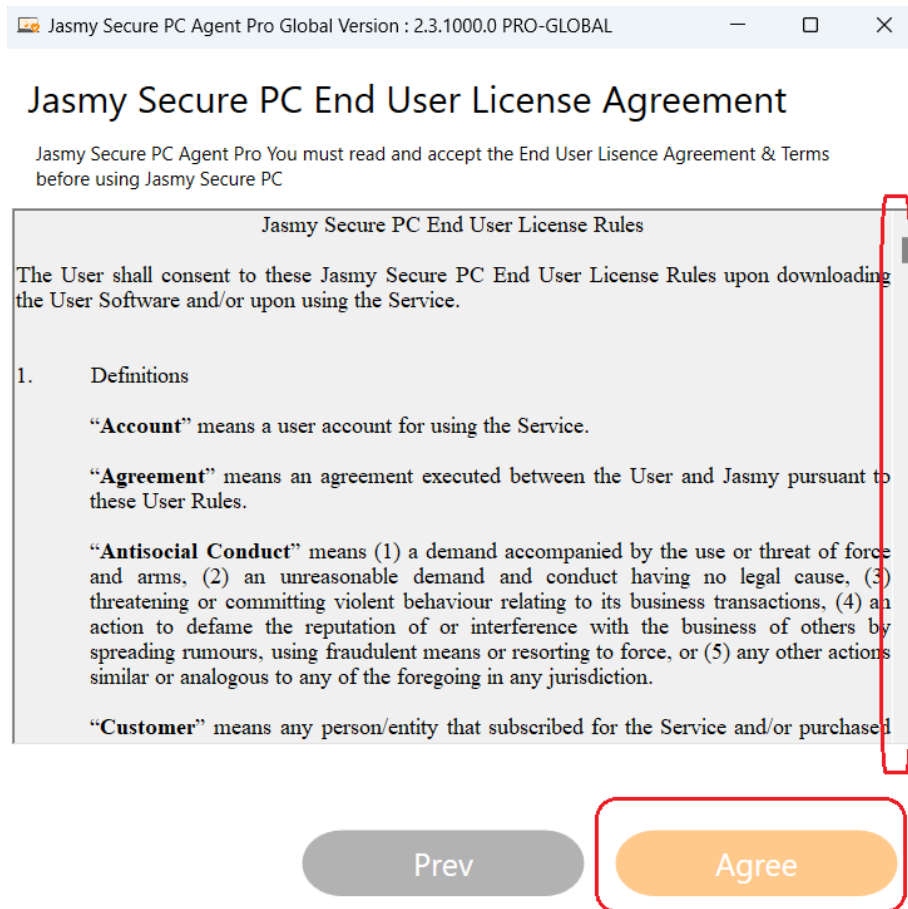 Jasmy Secure PC Agent Pro Global Version : 2.3.1000.0 PRO-GLOBAL
Jasmy Secure PC End User License Agreement
Jasmy Secure PC Agent Pro You must read and accept the End User Lisence Agreement & Terms
before using Jasmy Secure PC
Jasmy Secure PC End User License Rules
The User shall consent to these Jasmy Secure PC End User License Rules upon downloading
the User Software and/or upon using the Service.
1. Definitions
“Account” means a user account for using the Service.
“Agreement” means an agreement executed between the User and Jasmy pursuant to
these User Rules.
“Antisocial Conduct” means (1) a demand accompanied by the use or threat of force
and arms, (2) an unreasonable demand and conduct having no legal cause, (3)
threatening or committing violent behaviour relating to its business transactions, (4) an
action to defame the reputation of or interference with the business of others by
spreading rumours, using fraudulent means or resorting to force, or (5) any other actions
similar or analogous to any of the foregoing in any jurisdiction.
“Customer” means any person/entity that subscribed for the Service and/or purchased
Prev
Agree